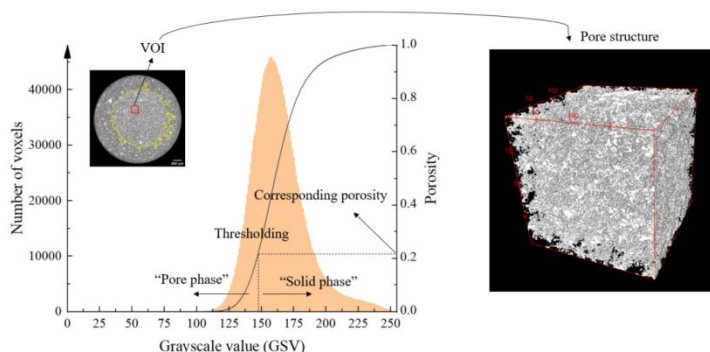 VOI
Pore structure
Number of voxels
40000
30000
20000
10000
0
1.0
0.8
0.6
0.4
0.2
0.0
Porosity
Corresponding porosity
Thresholding
“Pore phase”
“Solid phase”
0 25 50 75 100 125 150 175 200 225 250
Grayscale value (GSV)